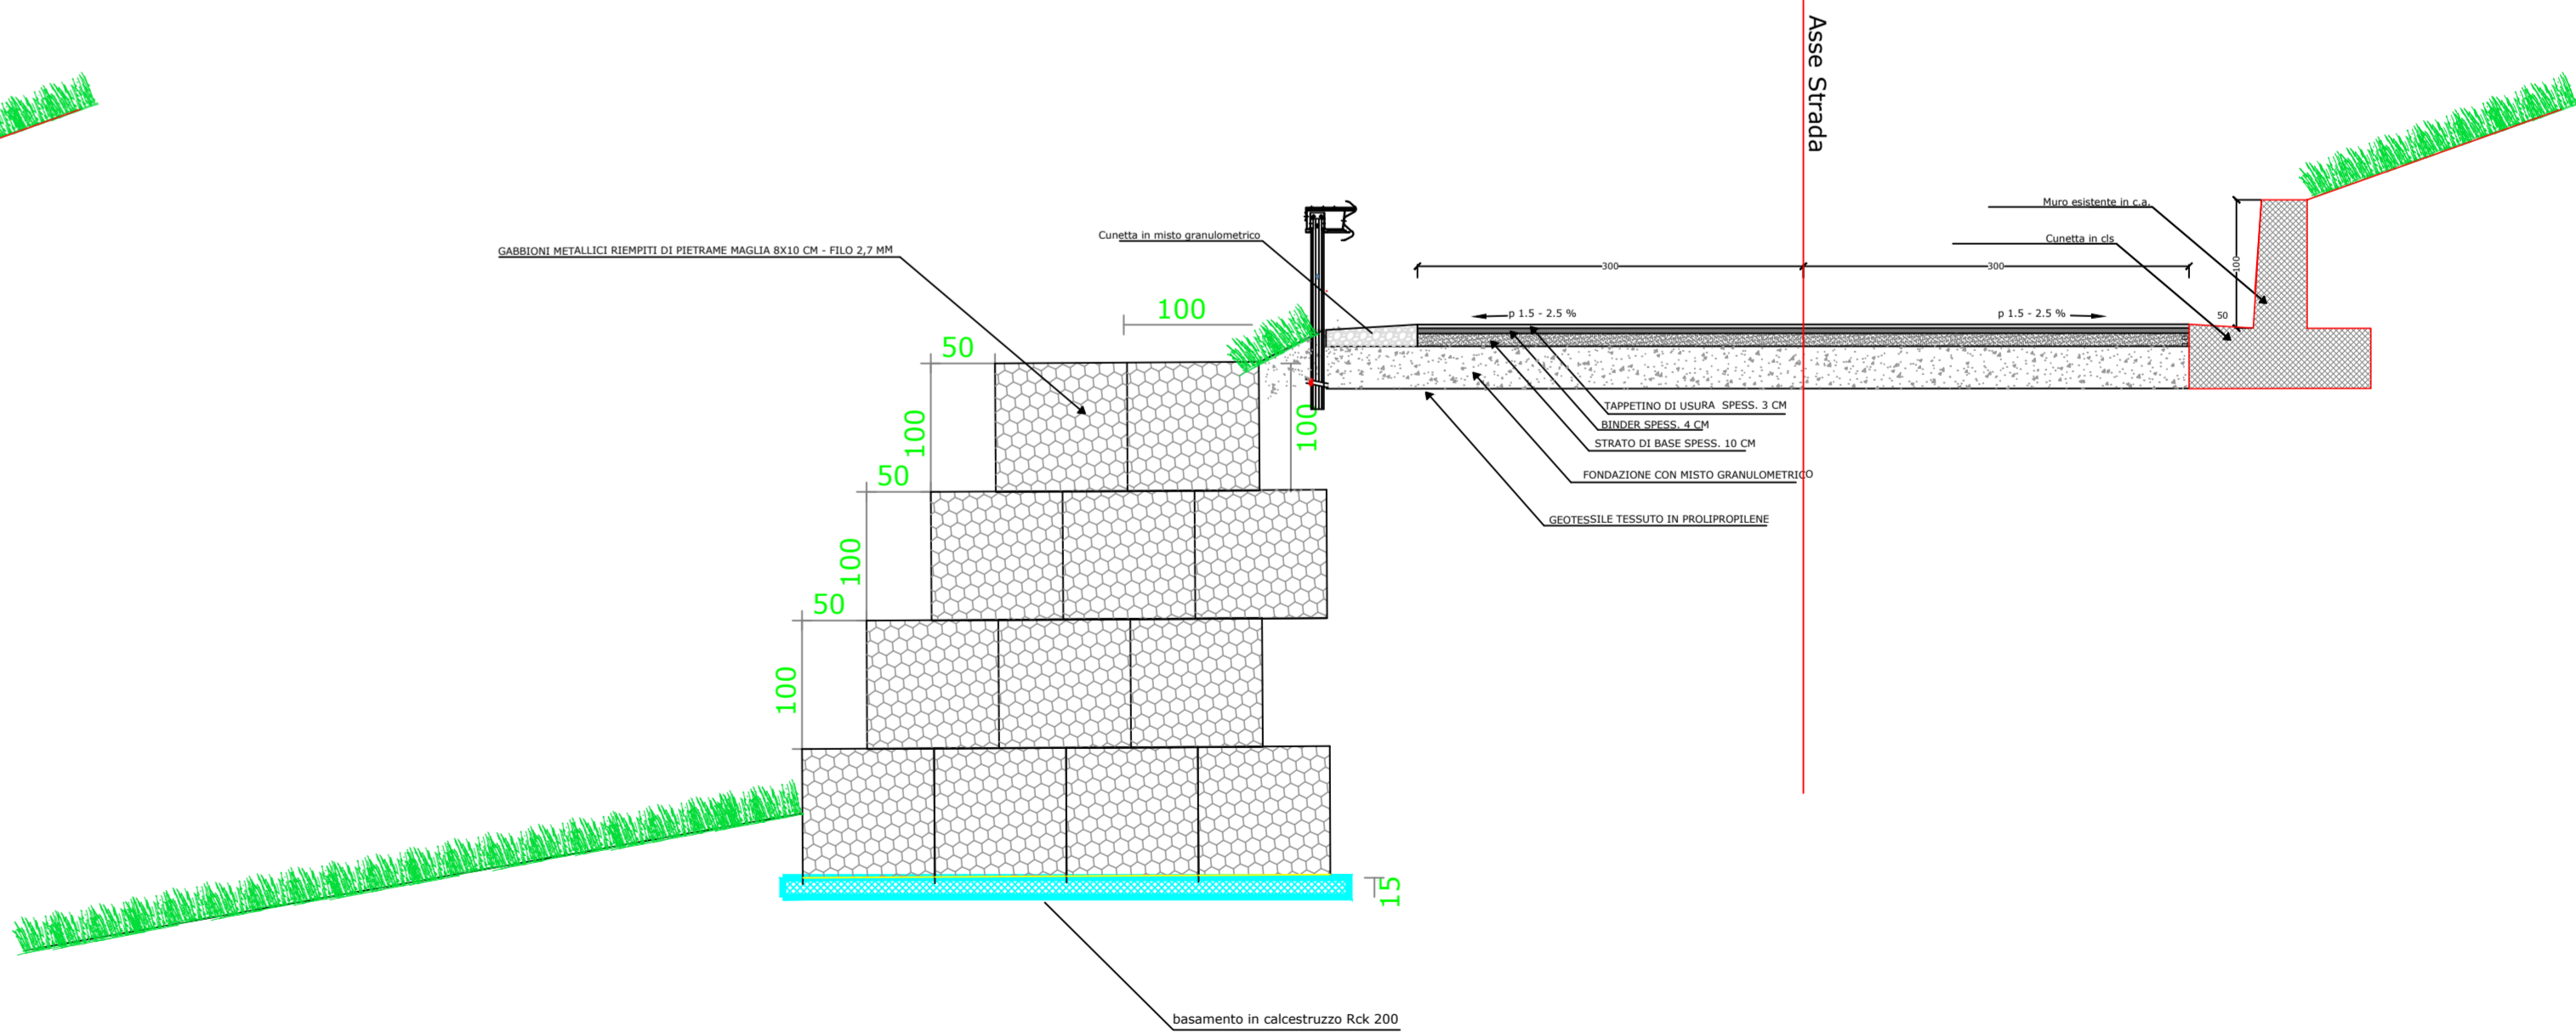 Asse Strada
Muro esistente in c.a.
Cunetta in misto granulometrico
Cunetta in cls
GABBIONI METALLICI RIEMPITI DI PIETRAME MAGLIA 8X10 CM - FILO 2,7 MM
300
300
100
100
p 1.5 - 2.5 %
p 1.5 - 2.5 %
50
50
10
100
100
TAPPETINO DI USURA SPESS. 3 CM
BINDER SPESS. 4 CM
STRATO DI BASE SPESS. 10 CM
50
FONDAZIONE CON MISTO GRANULOMETRICO
GEOTESSILE TESSUTO IN PROLIPROPILENE
100
50
100
15
basamento in calcestruzzo Rck 200